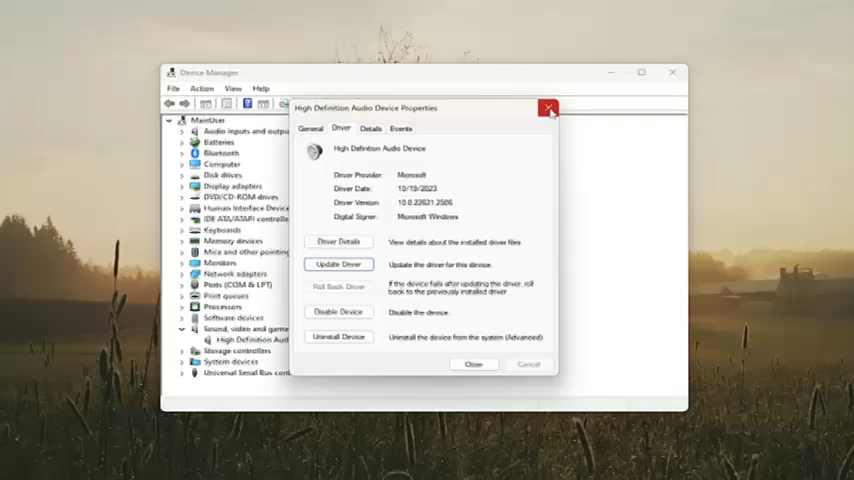 Device Manager
File Action View Help
MainUser
Audio inputs and outpu
Batteries
Bluetooth
Computer
Disk drives
Display adapters
DVD/CD-ROM drives
Human Interface Device
IDE ATA/ATAPI controlle
Keyboards
Memory devices
Mice and other pointing
Monitors
Network adapters
Ports (COM & LPT)
Print queues
Processors
Software devices
Sound, video and game
High Definition Aud
Storage controllers
System devices
Universal Serial Bus cont
High Definition Audio Device Properties
General Driver Details Events
High Definition Audio Device
Driver Provider: Microsoft
Driver Date: 10/19/2023
Driver Version: 10.0.22621.2506
Digital Signer: Microsoft Windows
Driver Details View details about the installed driver files.
Update Driver Update the driver for this device.
Roll Back Driver If the device fails after updating the driver, roll
back to the previously installed driver.
Disable Device Disable the device.
Uninstall Device Uninstall the device from the system (Advanced)
Close Cancel